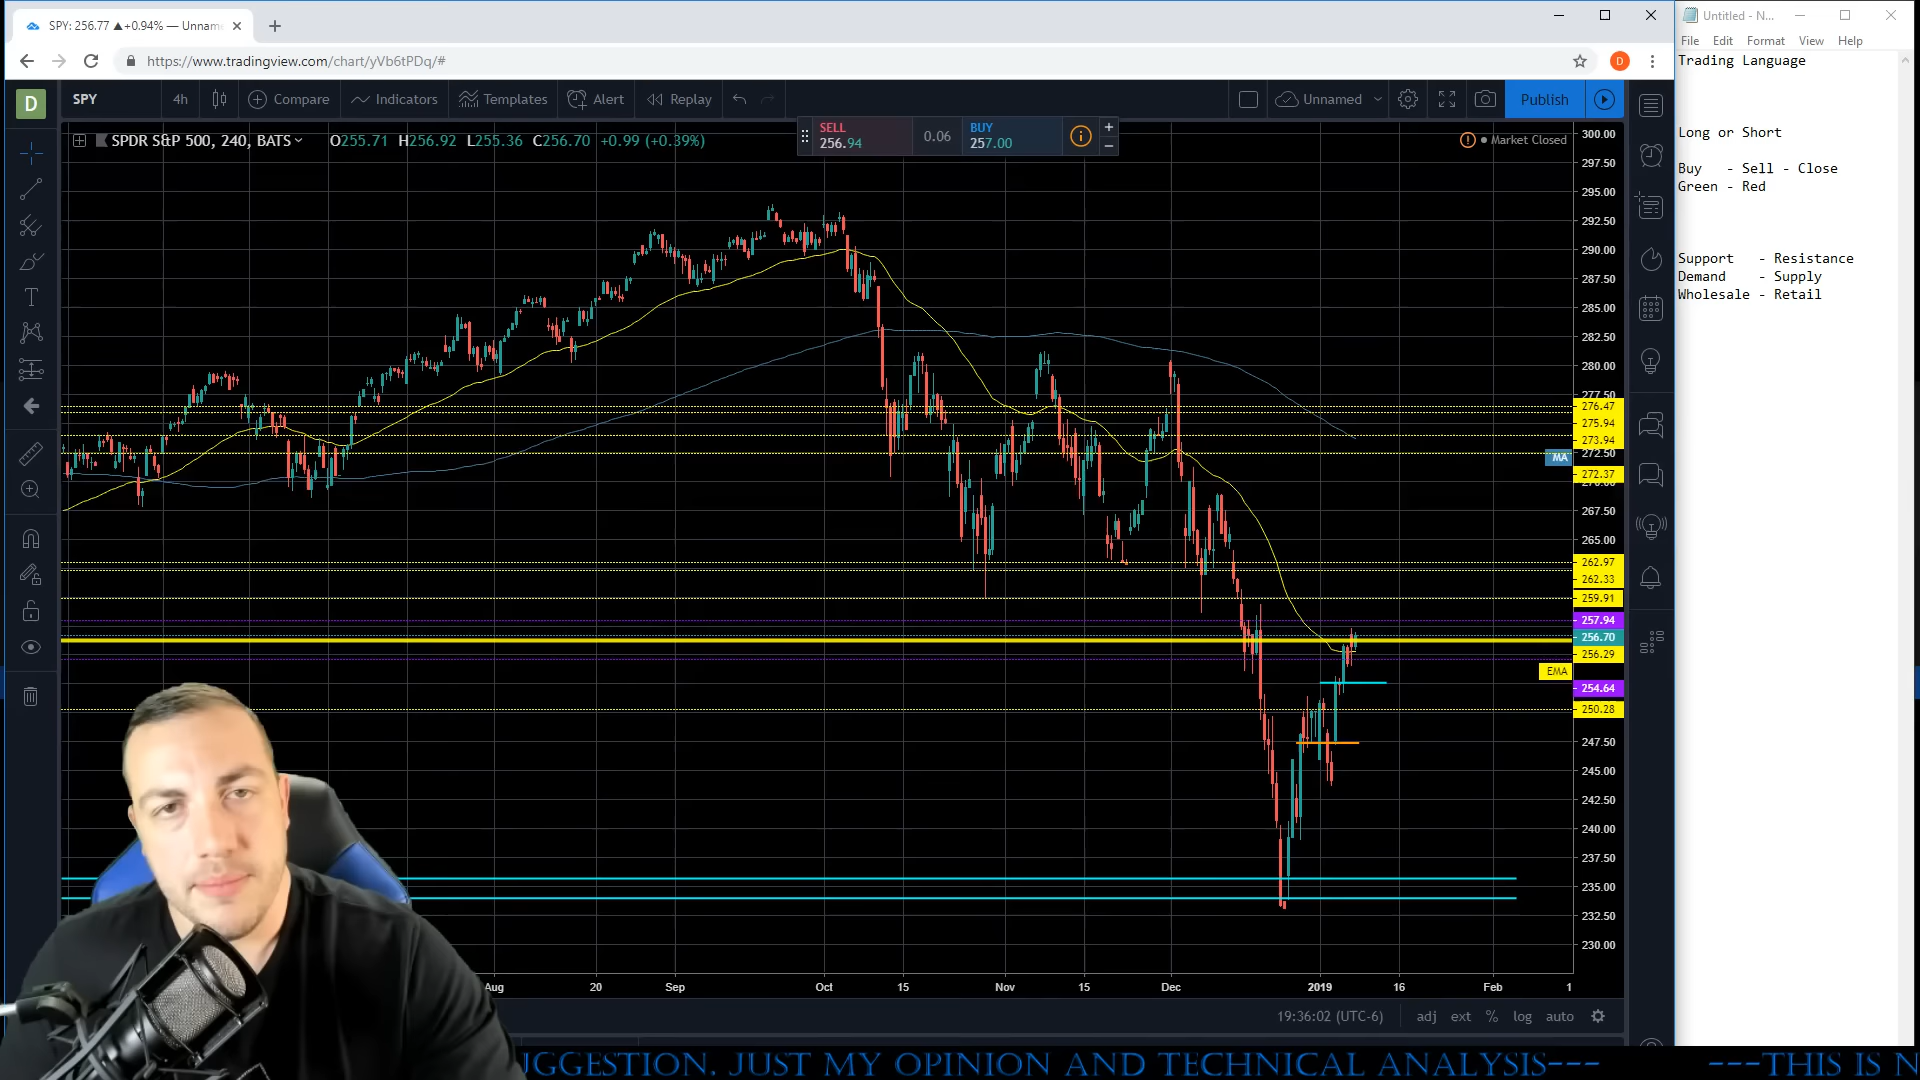 SPY: 256.77 ▲+0.94% — Unname
https://www.tradingview.com/chart/yVb6tPDq/#
D
D
SPY
4h
Compare
Indicators
Templates
Alert
Replay
Unnamed
Publish
SPDR S&P 500, 240, BATS
O255.71 H256.92 L255.36 C256.70 +0.99 (+0.39%)
SELL
256.94
0.06
BUY
257.00
Market Closed
300.00
297.50
295.00
292.50
290.00
287.50
285.00
282.50
280.00
277.50
276.47
275.94
273.94
MA
272.50
272.37
270.00
267.50
265.00
262.97
262.33
259.91
257.94
256.70
256.29
EMA
254.64
250.28
247.50
245.00
242.50
240.00
237.50
235.00
232.50
230.00
Aug 20 Sep Oct 15 Nov 15 Dec 2019 16 Feb 1
19:36:02 (UTC-6) adj ext % log auto
Untitled - N...
File Edit Format View Help
Trading Language
Long or Short
Buy - Sell - Close
Green - Red
Support - Resistance
Demand - Supply
Wholesale - Retail
UGGESTION, JUST MY OPINION AND TECHNICAL ANALYSIS--- ---THIS IS N